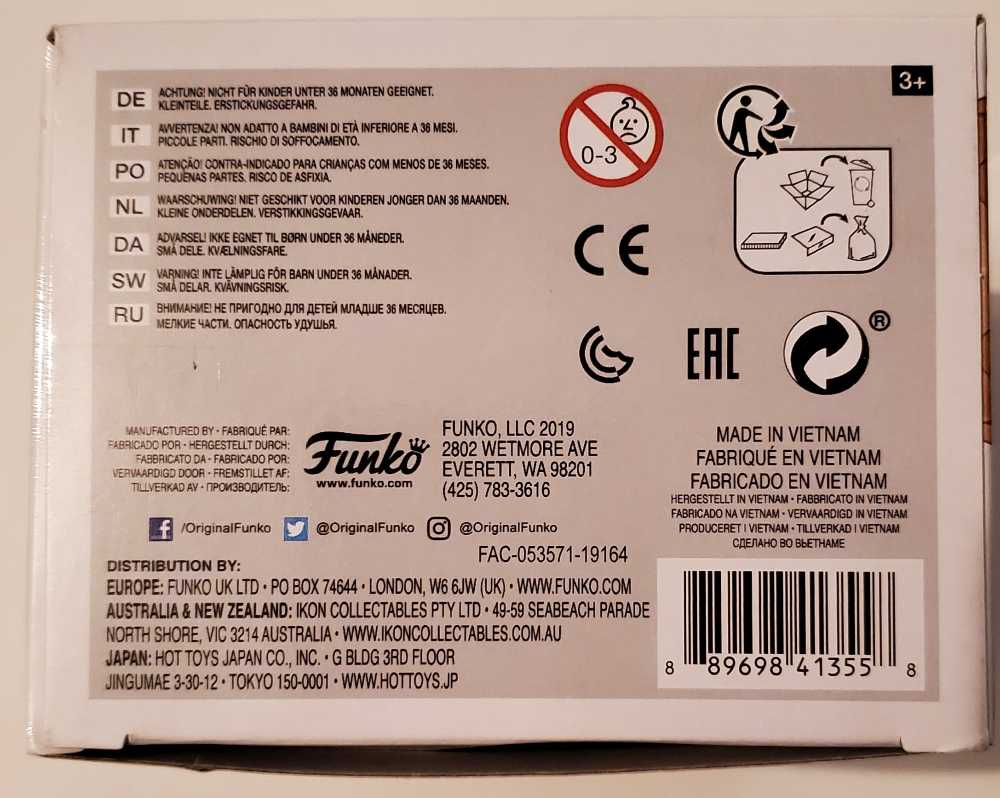 3+
DE ACHTUNG! NICHT FÜR KINDER UNTER 36 MONATEN GEEIGNET.
KLEINTEILE. ERSTICKUNGSGEFAHR.
IT AVVERTENZA! NON ADATTO A BAMBINI DI ETÀ INFERIORE A 36 MESI.
PICCOLE PARTI. RISCHIO DI SOFFOCAMENTO.
PO ATENÇÃO! CONTRA-INDICADO PARA CRIANÇAS COM MENOS DE 36 MESES.
PEQUENAS PARTES. RISCO DE ASFIXIA.
NL WAARSCHUWING! NIET GESCHIKT VOOR KINDEREN JONGER DAN 36 MAANDEN.
KLEINE ONDERDELEN. VERSTIKKINGSGEVAAR.
DA ADVARSEL! IKKE EGNET TIL BØRN UNDER 36 MÅNEDER.
SMÅ DELE. KVÆLNINGSFARE.
SW VARNING! INTE LÄMPLIG FÖR BARN UNDER 36 MÅNADER.
SMÅ DELAR. KVÄVNINGSRISK.
RU ВНИМАНИЕ! НЕ ПРИГОДНО ДЛЯ ДЕТЕЙ МЛАДШЕ 36 МЕСЯЦЕВ.
МЕЛКИЕ ЧАСТИ. ОПАСНОСТЬ УДУШЬЯ.
0-3
CE
EAC
®
MANUFACTURED BY • FABRIQUÉ PAR:
FABRICADO POR • HERGESTELLT DURCH:
FABBRICATO DA • FABRICADO POR:
VERVAARDIGD DOOR • FREMSTILLET AF:
TILLVERKAD AV • ПРОИЗВОДИТЕЛЬ:
Funko
www.funko.com
FUNKO, LLC 2019
2802 WETMORE AVE
EVERETT, WA 98201
(425) 783-3616
f /OriginalFunko @OriginalFunko @OriginalFunko
FAC-053571-19164
MADE IN VIETNAM
FABRIQUÉ EN VIETNAM
FABRICADO EN VIETNAM
HERGESTELLT IN VIETNAM • FABBRICATO IN VIETNAM
FABRICADO NA VIETNAM • VERVAARDIGD IN VIETNAM
PRODUCERET I VIETNAM • TILLVERKAD I VIETNAM
СДЕЛАНО ВО ВЬЕТНАМЕ
DISTRIBUTION BY:
EUROPE: FUNKO UK LTD • PO BOX 74644 • LONDON, W6 6JW (UK) • WWW.FUNKO.COM
AUSTRALIA & NEW ZEALAND: IKON COLLECTABLES PTY LTD • 49-59 SEABEACH PARADE
NORTH SHORE, VIC 3214 AUSTRALIA • WWW.IKONCOLLECTABLES.COM.AU
JAPAN: HOT TOYS JAPAN CO., INC. • G BLDG 3RD FLOOR
JINGUMAE 3-30-12 • TOKYO 150-0001 • WWW.HOTTOYS.JP
8 89698 41355 8